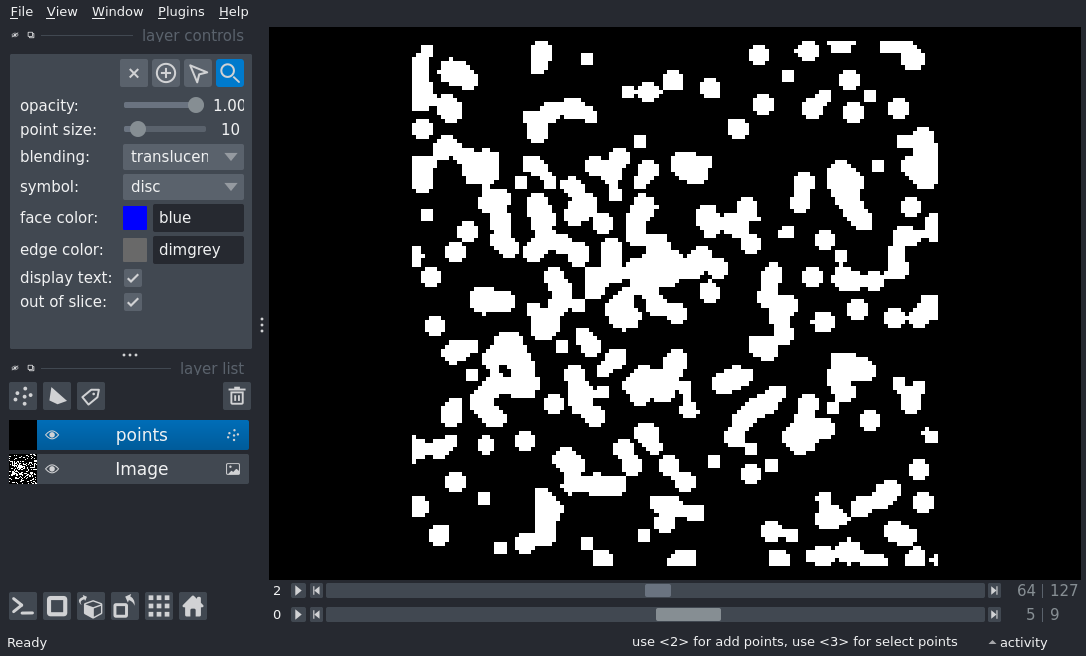 File View Window Plugins Help
layer controls
opacity: 1.00
point size: 10
blending: translucen
symbol: disc
face color: blue
edge color: dimgrey
display text:
out of slice:
layer list
points
Image
2 64 | 127
0 5 | 9
Ready use <2> for add points, use <3> for select points activity